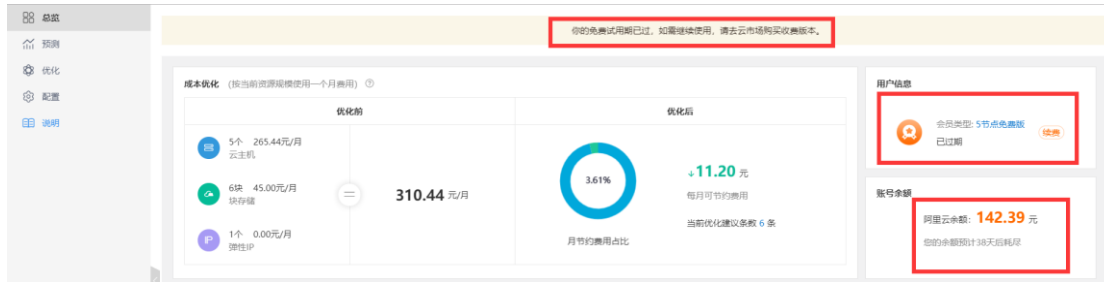 总览
预测
优化
配置
说明
你的免费试用期已过，如需继续使用，请去云市场购买收费版本。
成本优化 (按当前资源规模使用一个月费用) ?
优化前
优化后
5个 265.44元/月
云主机
6块 45.00元/月
块存储
1个 0.00元/月
弹性IP
=
310.44 元/月
3.61%
月节约费用占比
↓11.20 元
每月可节约费用
当前优化建议条数 6 条
用户信息
会员类型: 5节点免费版
已过期
续费
账号余额
阿里云余额: 142.39 元
您的余额预计38天后耗尽